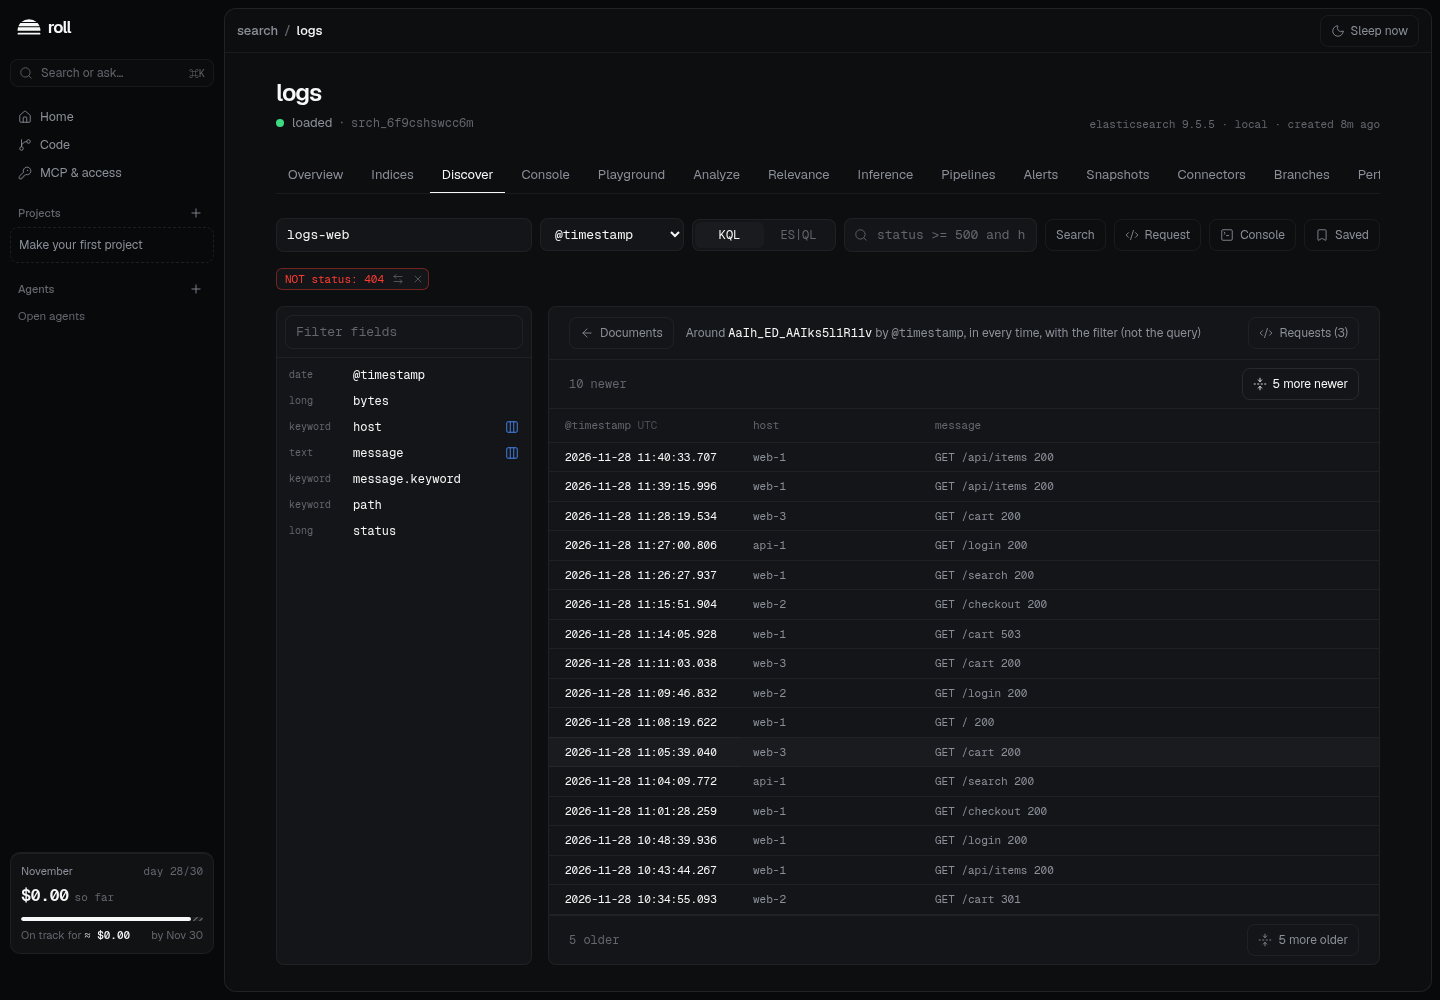 roll
Search or ask... ⌘K
Home
Code
MCP & access
Projects
Make your first project
Agents
Open agents
November day 28/30
$0.00 so far
On track for ≈ $0.00 by Nov 30
search / logs
Sleep now
logs
loaded · srch_6f9cshswcc6m
elasticsearch 9.5.5 · local · created 8m ago
Overview Indices Discover Console Playground Analyze Relevance Inference Pipelines Alerts Snapshots Connectors Branches Perf
logs-web @timestamp KQL ES|QL status >= 500 and h Search Request Console Saved
NOT status: 404
Filter fields
date @timestamp
long bytes
keyword host
text message
keyword message.keyword
keyword path
long status
Documents Around AaIh_ED_AAIks5l1R11v by @timestamp, in every time, with the filter (not the query) Requests (3)
10 newer 5 more newer
@timestamp UTC host message
2026-11-28 11:40:33.707 web-1 GET /api/items 200
2026-11-28 11:39:15.996 web-1 GET /api/items 200
2026-11-28 11:28:19.534 web-3 GET /cart 200
2026-11-28 11:27:00.806 api-1 GET /login 200
2026-11-28 11:26:27.937 web-1 GET /search 200
2026-11-28 11:15:51.904 web-2 GET /checkout 200
2026-11-28 11:14:05.928 web-1 GET /cart 503
2026-11-28 11:11:03.038 web-3 GET /cart 200
2026-11-28 11:09:46.832 web-2 GET /login 200
2026-11-28 11:08:19.622 web-1 GET / 200
2026-11-28 11:05:39.040 web-3 GET /cart 200
2026-11-28 11:04:09.772 api-1 GET /search 200
2026-11-28 11:01:28.259 web-1 GET /checkout 200
2026-11-28 10:48:39.936 web-1 GET /login 200
2026-11-28 10:43:44.267 web-1 GET /api/items 200
2026-11-28 10:34:55.093 web-2 GET /cart 301
5 older 5 more older